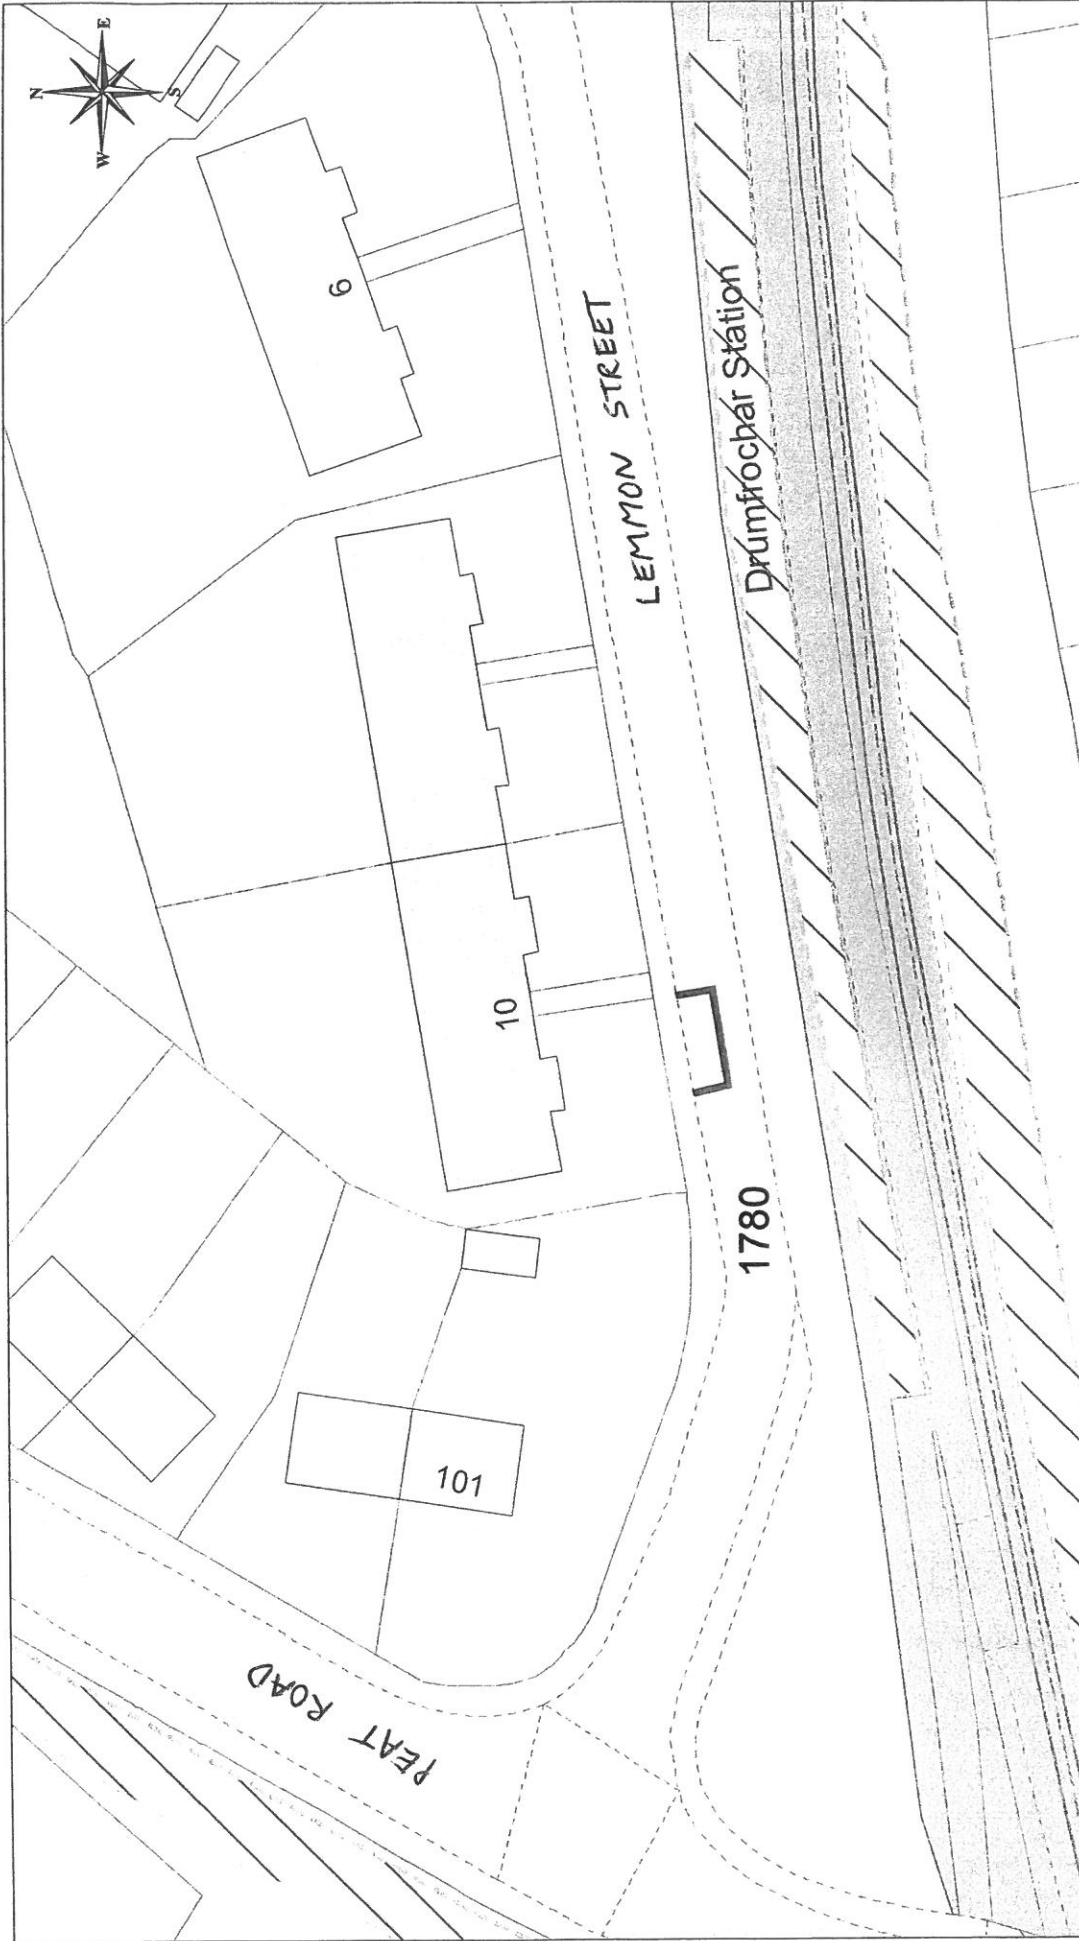 N
E
S
W
6
LEMMON STREET
Drumfrochar Station
10
1780
101
PEAT ROAD